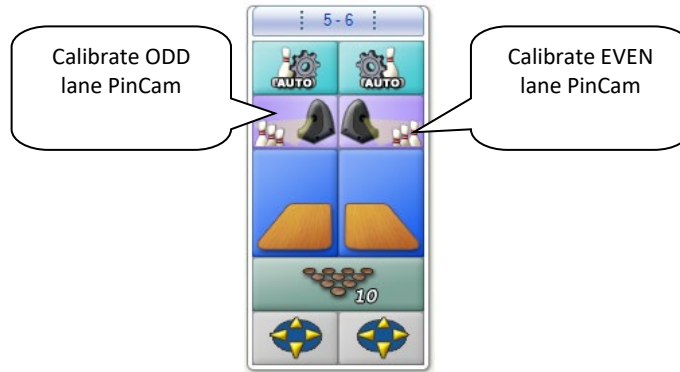 5-6
Calibrate ODD
lane PinCam
Calibrate EVEN
lane PinCam
AUTO
AUTO
10